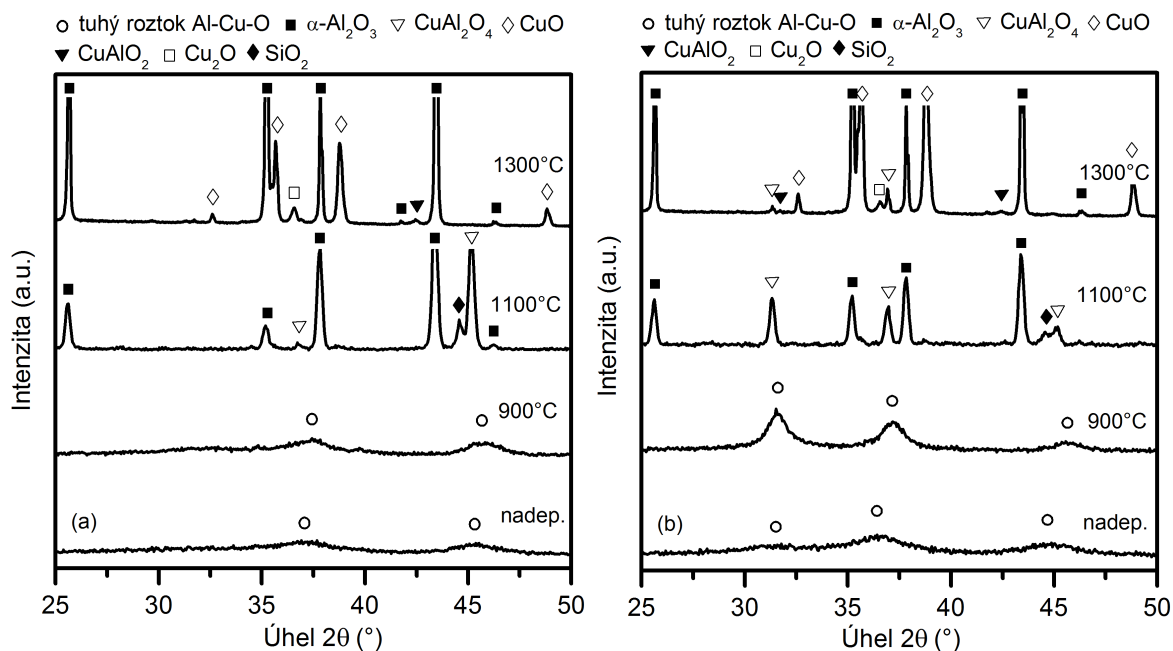 ○ tuhý roztok Al-Cu-O ■ α-Al₂O₃ ▽ CuAl₂O₄ ◇ CuO
▼ CuAlO₂ □ Cu₂O ◆ SiO₂
1300°C
1100°C
900°C
(a)
nadep.
Intenzita (a.u.)
25 30 35 40 45 50
Úhel 2θ (°)
○ tuhý roztok Al-Cu-O ■ α-Al₂O₃ ▽ CuAl₂O₄ ◇ CuO
▼ CuAlO₂ □ Cu₂O ◆ SiO₂
1300°C
1100°C
900°C
(b)
nadep.
Intenzita (a.u.)
25 30 35 40 45 50
Úhel 2θ (°)